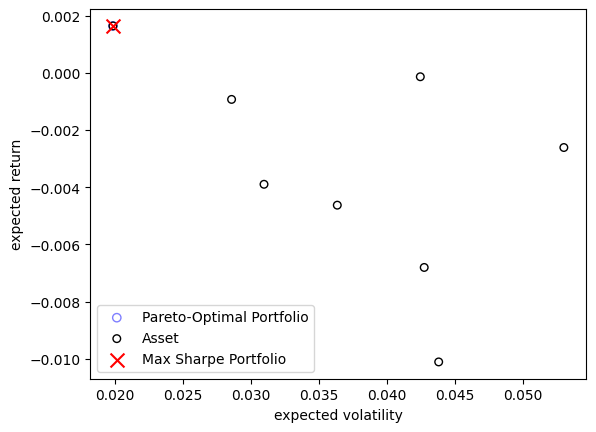 0.002
0.000
−0.002
−0.004
−0.006
−0.008
−0.010
expected return
Pareto-Optimal Portfolio
Asset
Max Sharpe Portfolio
0.020 0.025 0.030 0.035 0.040 0.045 0.050
expected volatility